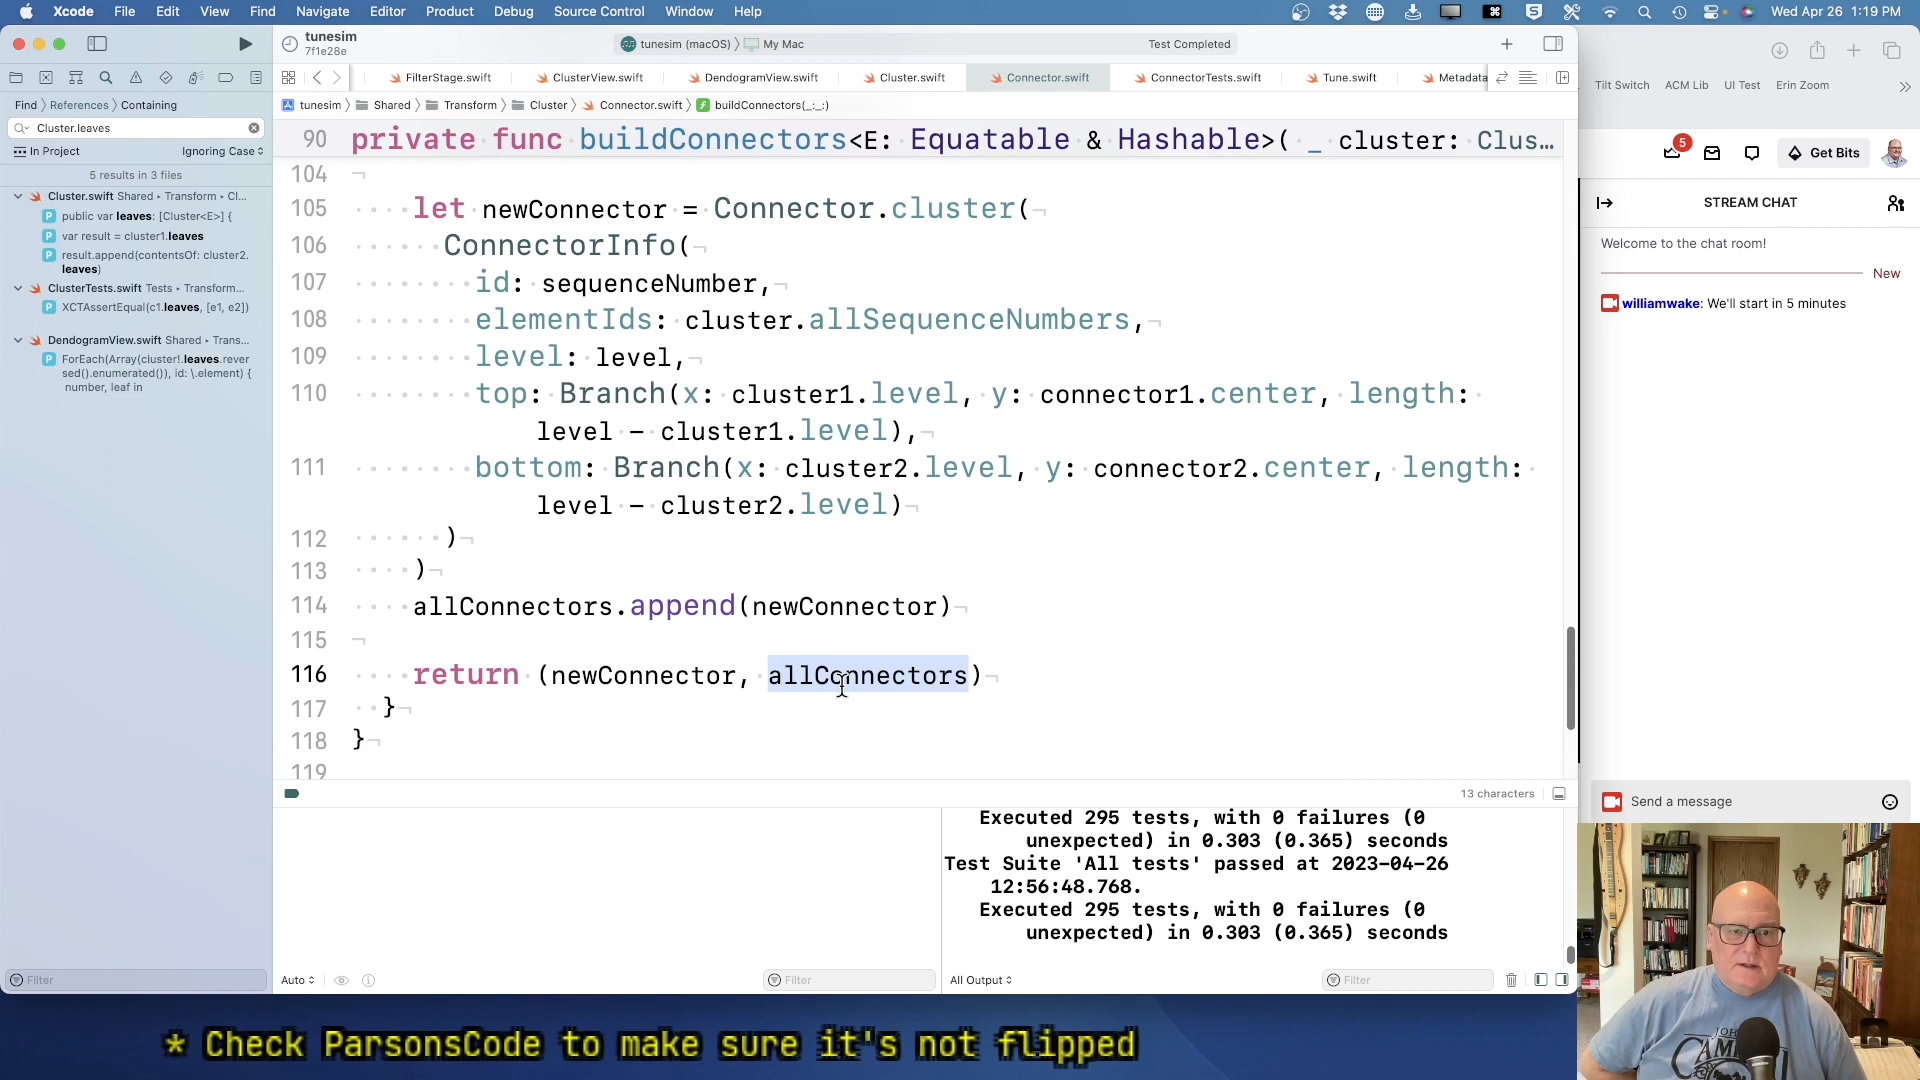 Xcode File Edit View Find Navigate Editor Product Debug Source Control Window Help Wed Apr 26 1:19 PM
tunesim
7f1e28e
tunesim (macOS) 〉 My Mac Test Completed
FilterStage.swift ClusterView.swift DendogramView.swift Cluster.swift Connector.swift ConnectorTests.swift Tune.swift Metadata
tunesim 〉 Shared 〉 Transform 〉 Cluster 〉 Connector.swift 〉 buildConnectors(_:_:)
Find 〉 References 〉 Containing
Cluster.leaves
In Project Ignoring Case
5 results in 3 files
Cluster.swift Shared ▸ Transform ▸ Cl...
public var leaves: [Cluster<E>] {
var result = cluster1.leaves
result.append(contentsOf: cluster2.
leaves)
ClusterTests.swift Tests ▸ Transform...
XCTAssertEqual(c1.leaves, [e1, e2])
DendogramView.swift Shared ▸ Trans...
ForEach(Array(cluster!.leaves.rever
sed().enumerated()), id: \.element) {
number, leaf in
Filter
90 private func buildConnectors<E: Equatable & Hashable>( _ cluster: Clus...
104
105 let newConnector = Connector.cluster(
106 ConnectorInfo(
107 id: sequenceNumber,
108 elementIds: cluster.allSequenceNumbers,
109 level: level,
110 top: Branch(x: cluster1.level, y: connector1.center, length:
level - cluster1.level),
111 bottom: Branch(x: cluster2.level, y: connector2.center, length:
level - cluster2.level)
112 )
113 )
114 allConnectors.append(newConnector)
115
116 return (newConnector, allConnectors)
117 }
118 }
119
13 characters
Executed 295 tests, with 0 failures (0
unexpected) in 0.303 (0.365) seconds
Test Suite 'All tests' passed at 2023-04-26
12:56:48.768.
Executed 295 tests, with 0 failures (0
unexpected) in 0.303 (0.365) seconds
Auto Filter All Output Filter
Tilt Switch ACM Lib UI Test Erin Zoom
5 Get Bits
STREAM CHAT
Welcome to the chat room!
New
williamwake: We'll start in 5 minutes
Send a message
* Check ParsonsCode to make sure it's not flipped